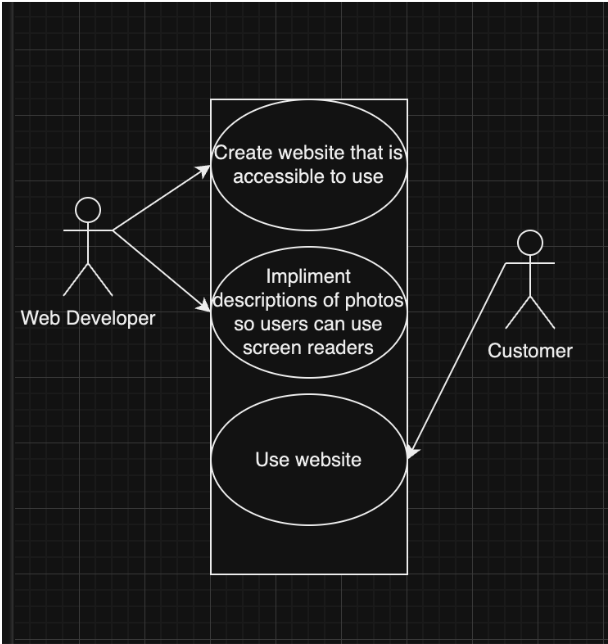 Create website that is
accessible to use
Web Developer
Impliment
descriptions of photos
so users can use
screen readers
Customer
Use website